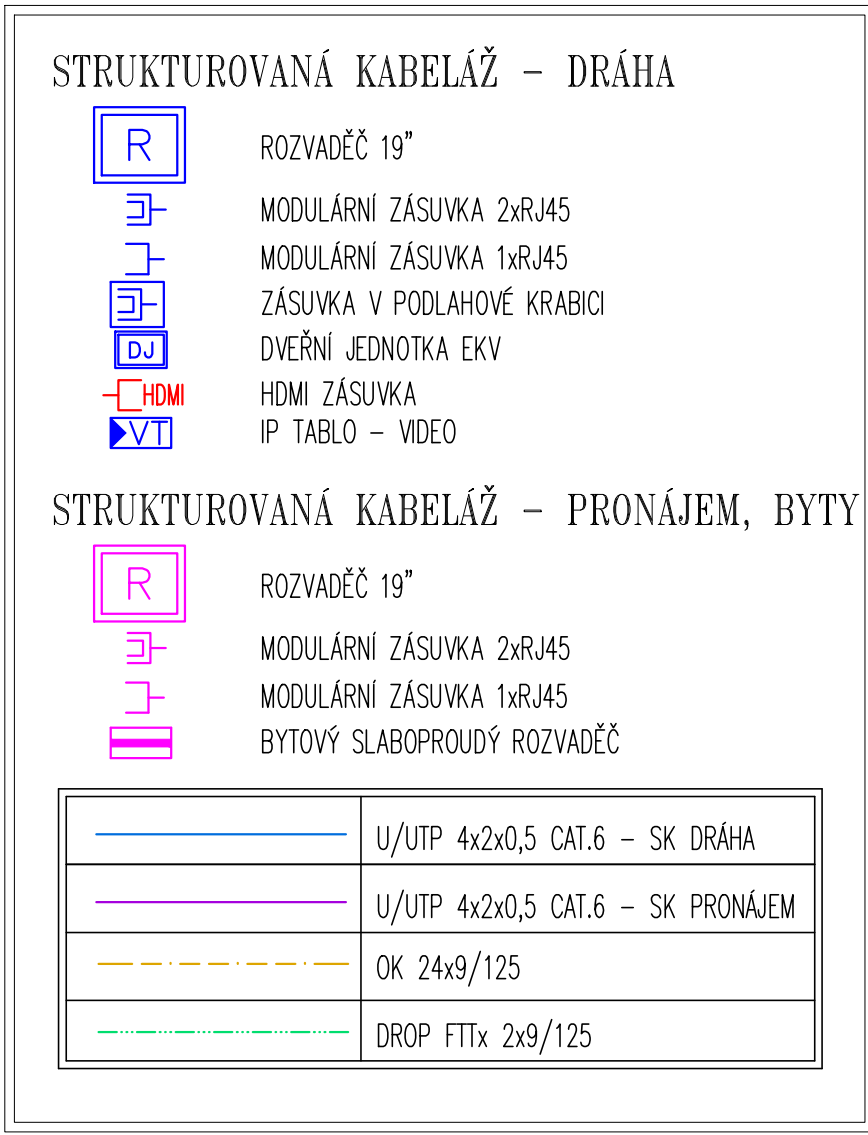 STRUKTUROVANÁ KABELÁŽ – DRÁHA
R ROZVADĚČ 19”
MODULÁRNÍ ZÁSUVKA 2xRJ45
MODULÁRNÍ ZÁSUVKA 1xRJ45
ZÁSUVKA V PODLAHOVÉ KRABICI
DJ DVEŘNÍ JEDNOTKA EKV
HDMI HDMI ZÁSUVKA
VT IP TABLO – VIDEO
STRUKTUROVANÁ KABELÁŽ – PRONÁJEM, BYTY
R ROZVADĚČ 19”
MODULÁRNÍ ZÁSUVKA 2xRJ45
MODULÁRNÍ ZÁSUVKA 1xRJ45
BYTOVÝ SLABOPROUDÝ ROZVADĚČ
U/UTP 4x2x0,5 CAT.6 – SK DRÁHA
U/UTP 4x2x0,5 CAT.6 – SK PRONÁJEM
OK 24x9/125
DROP FTTx 2x9/125